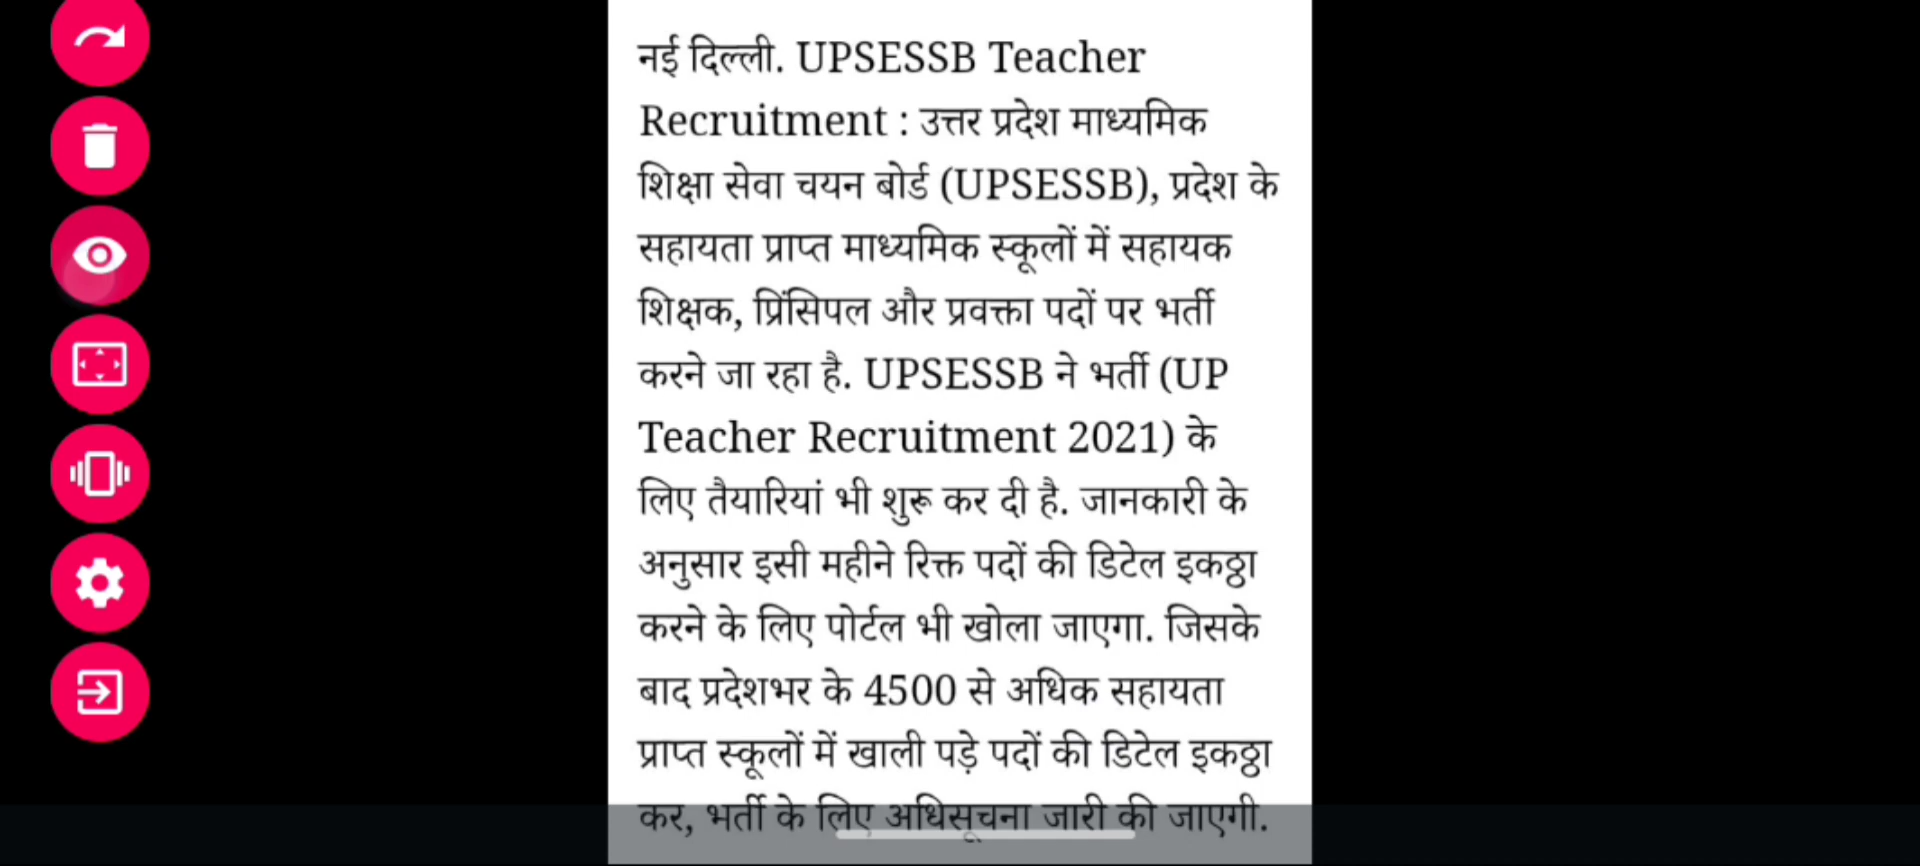 नई दिल्ली. UPSESSB Teacher
Recruitment : उत्तर प्रदेश माध्यमिक
शिक्षा सेवा चयन बोर्ड (UPSESSB), प्रदेश के
सहायता प्राप्त माध्यमिक स्कूलों में सहायक
शिक्षक, प्रिंसिपल और प्रवक्ता पदों पर भर्ती
करने जा रहा है. UPSESSB ने भर्ती (UP
Teacher Recruitment 2021) के
लिए तैयारियां भी शुरू कर दी है. जानकारी के
अनुसार इसी महीने रिक्त पदों की डिटेल इकठ्ठा
करने के लिए पोर्टल भी खोला जाएगा. जिसके
बाद प्रदेशभर के 4500 से अधिक सहायता
प्राप्त स्कूलों में खाली पड़े पदों की डिटेल इकठ्ठा
कर, भर्ती के लिए अधिसूचना जारी की जाएगी.